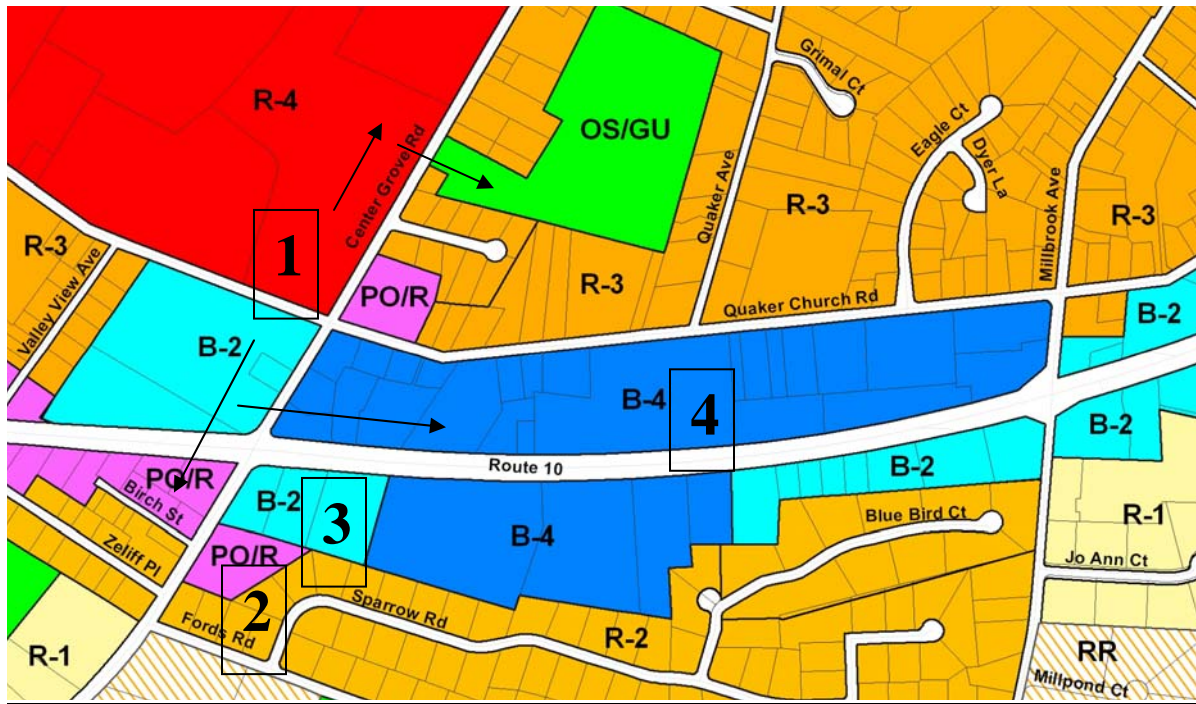 R-4
Center Grove Rd
OS/GU
Quaker Ave
Grimal Ct
Eagle Ct
Dyer La
Millbrook Ave
R-3
R-3
R-3
R-3
Valley View Ave
1
PO/R
Quaker Church Rd
B-2
B-2
B-4
4
B-2
Route 10
B-2
PO/R
Birch St
B-2
3
B-4
Blue Bird Ct
R-1
Zeliff Pl
PO/R
Jo Ann Ct
2
Fords Rd
Sparrow Rd
R-2
R-1
RR
Millpond Ct